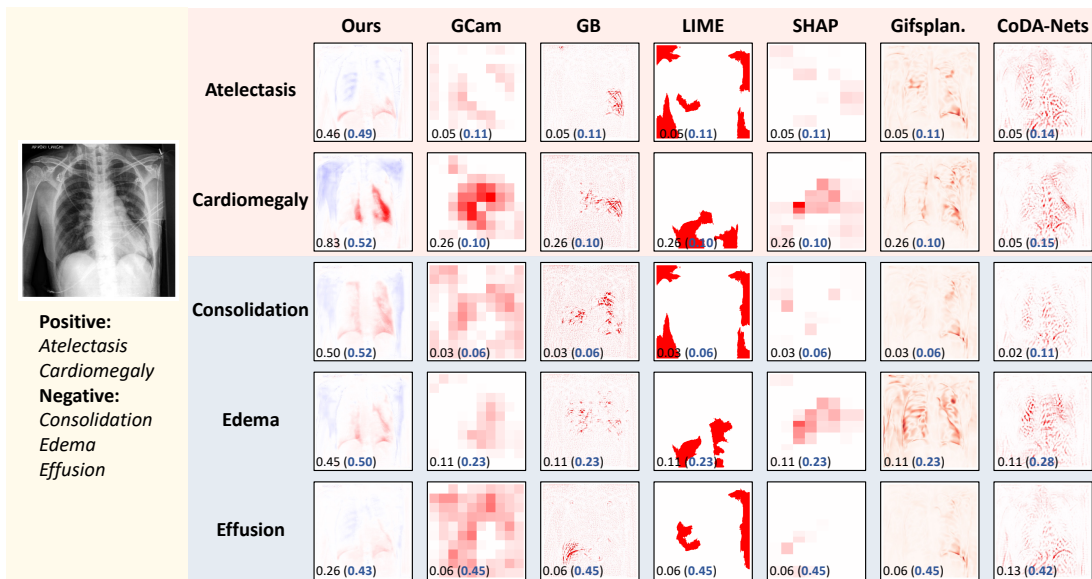 Ours GCam GB LIME SHAP Gifsplan. CoDA-Nets
Atelectasis
0.46 (0.49) 0.05 (0.11) 0.05 (0.11) 0.05 (0.11) 0.05 (0.11) 0.05 (0.11) 0.05 (0.14)
Cardiomegaly
0.83 (0.52) 0.26 (0.10) 0.26 (0.10) 0.26 (0.10) 0.26 (0.10) 0.26 (0.10) 0.05 (0.15)
Consolidation
0.50 (0.52) 0.03 (0.06) 0.03 (0.06) 0.03 (0.06) 0.03 (0.06) 0.03 (0.06) 0.02 (0.11)
Edema
0.45 (0.50) 0.11 (0.23) 0.11 (0.23) 0.11 (0.23) 0.11 (0.23) 0.11 (0.23) 0.11 (0.28)
Effusion
0.26 (0.43) 0.06 (0.45) 0.06 (0.45) 0.06 (0.45) 0.06 (0.45) 0.06 (0.45) 0.13 (0.42)
Positive:
Atelectasis
Cardiomegaly
Negative:
Consolidation
Edema
Effusion